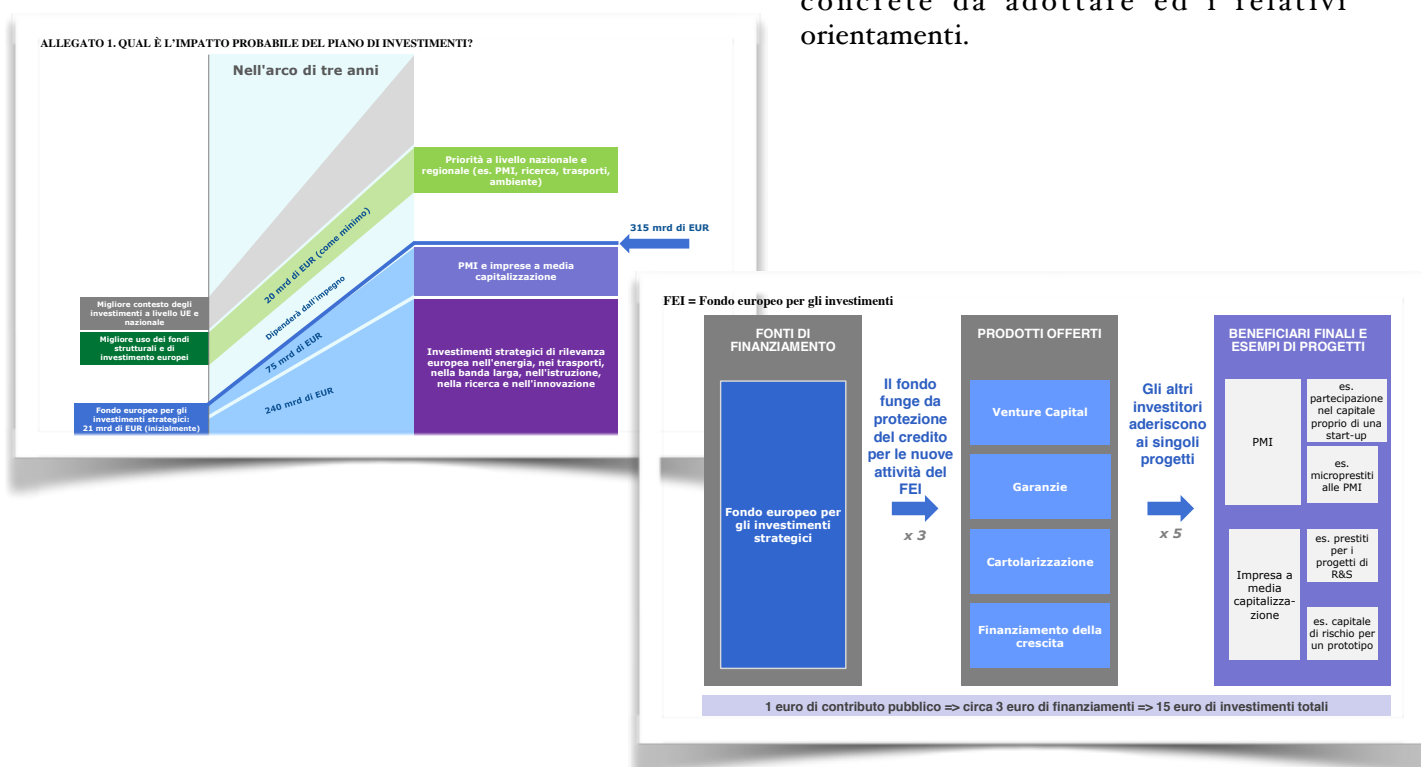 concrete da adottare ed i relativi
orientamenti.
ALLEGATO 1. QUAL È L'IMPATTO PROBABILE DEL PIANO DI INVESTIMENTI?
Nell'arco di tre anni
Priorità a livello nazionale e
regionale (es. PMI, ricerca, trasporti,
ambiente)
315 mrd di EUR
20 mrd di EUR (come minimo)
Dipenderà dall'impegno
75 mrd di EUR
240 mrd di EUR
PMI e imprese a media
capitalizzazione
Migliore contesto degli
investimenti a livello UE e
nazionale
Migliore uso dei fondi
strutturali e di
investimento europei
Investimenti strategici di rilevanza
europea nell'energia, nei trasporti,
nella banda larga, nell'istruzione,
nella ricerca e nell'innovazione
Fondo europeo per gli
investimenti strategici:
21 mrd di EUR (inizialmente)
FEI = Fondo europeo per gli investimenti
FONTI DI
FINANZIAMENTO
Fondo europeo per
gli investimenti
strategici
Il fondo
funge da
protezione
del credito
per le nuove
attività del
FEI
x 3
PRODOTTI OFFERTI
Venture Capital
Garanzie
Cartolarizzazione
Finanziamento della
crescita
Gli altri
investitori
aderiscono
ai singoli
progetti
x 5
BENEFICIARI FINALI E
ESEMPI DI PROGETTI
PMI
es.
partecipazione
nel capitale
proprio di una
start-up
es.
microprestiti
alle PMI
Impresa a
media
capitalizza-
zione
es. prestiti
per i
progetti di
R&S
es. capitale
di rischio per
un prototipo
1 euro di contributo pubblico => circa 3 euro di finanziamenti => 15 euro di investimenti totali